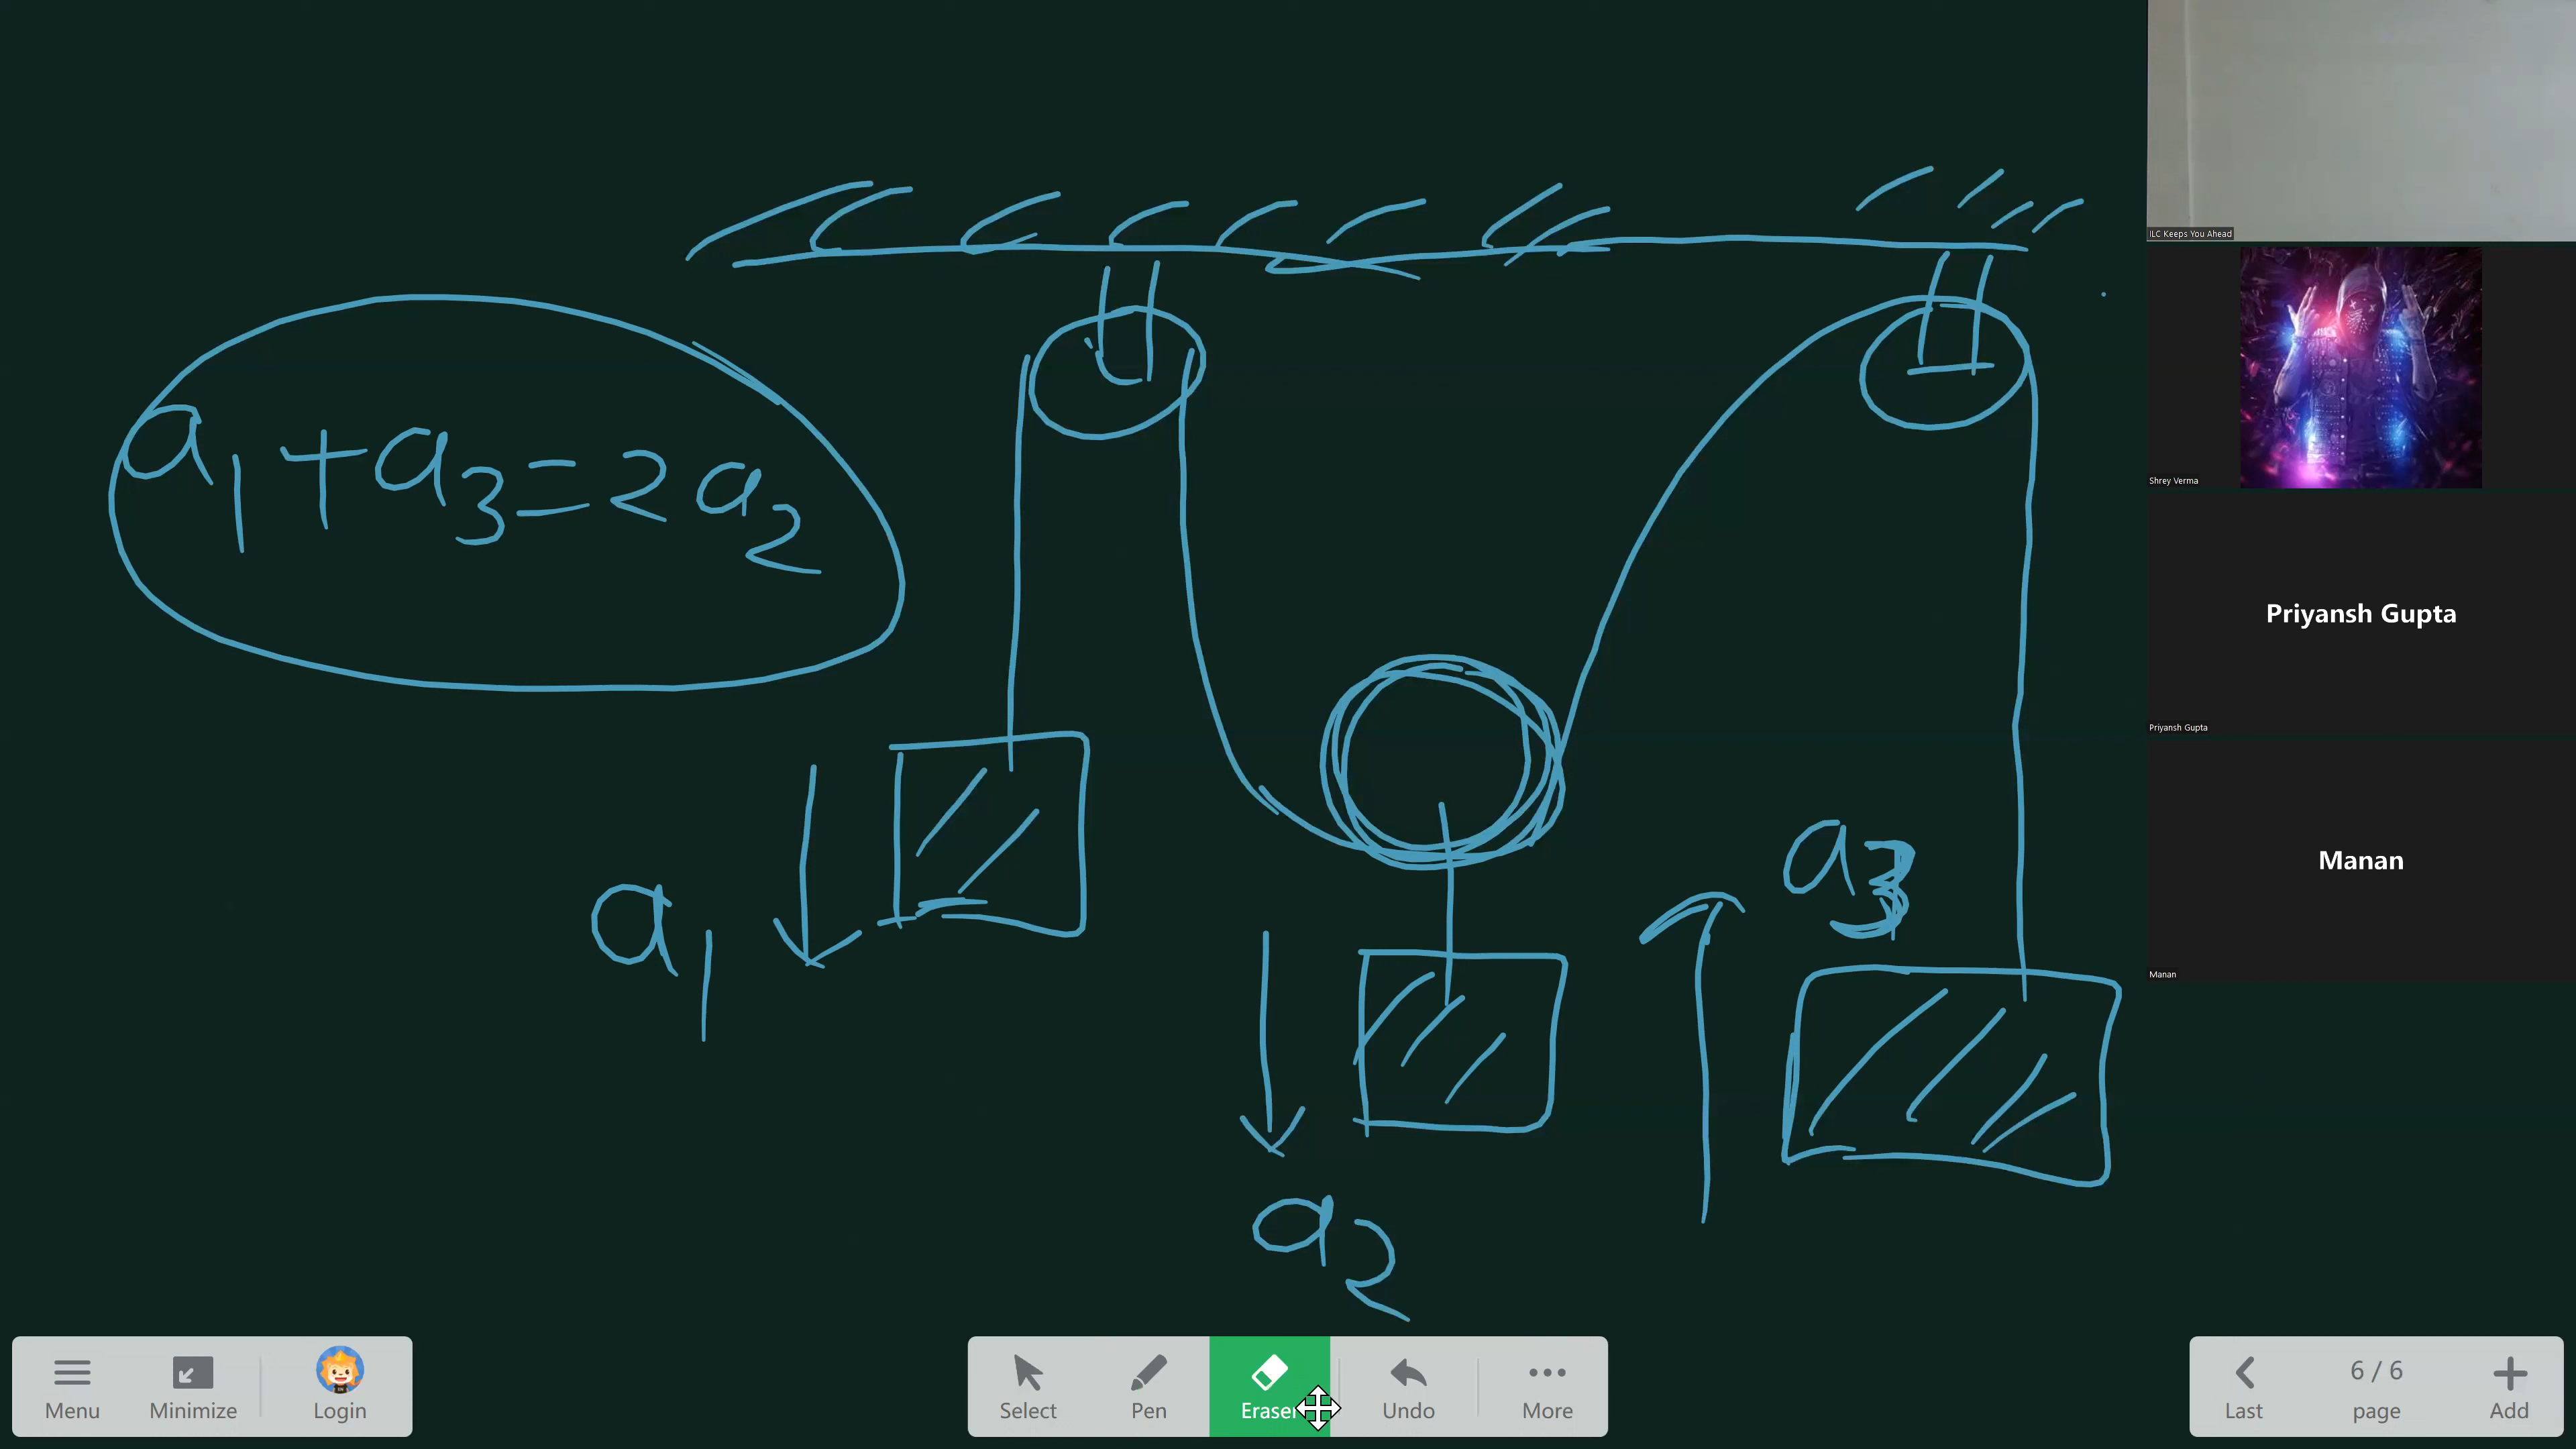 ILC Keeps You Ahead
a1+a3=2a2
Shrey Verma
Priyansh Gupta
Priyansh Gupta
Manan
a3
a1
Manan
a2
Menu
Minimize
Login
Select
Pen
Eraser
Undo
More
Last
6 / 6
page
Add